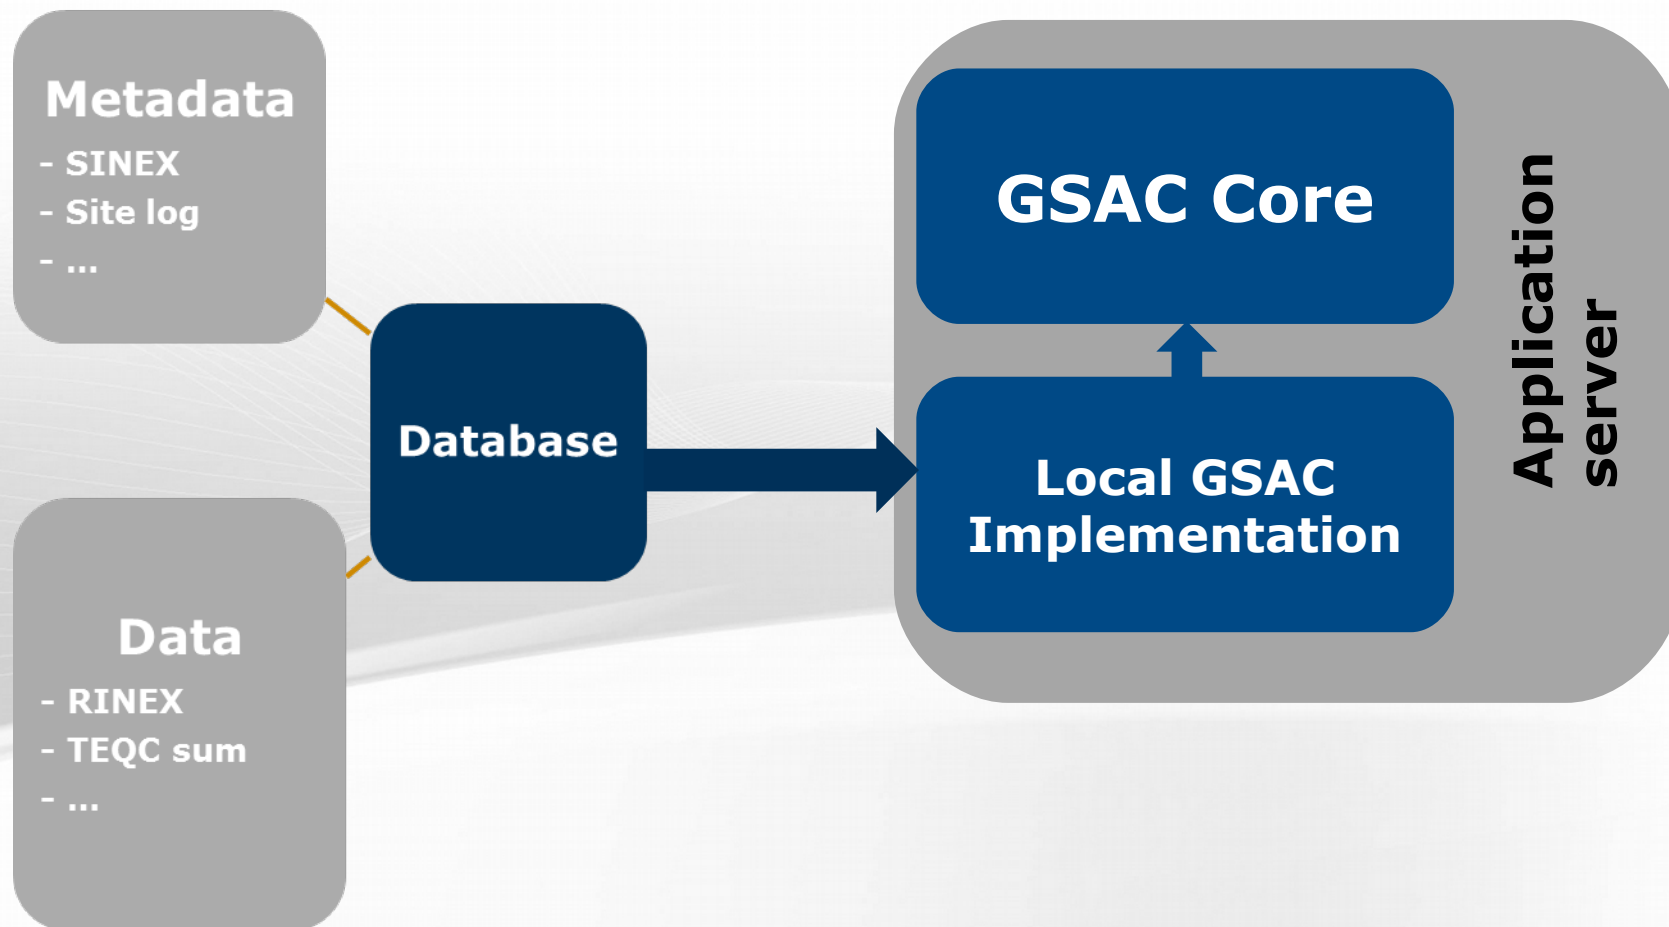 Metadata
- SINEX
- Site log
- ...
Data
- RINEX
- TEQC sum
- ...
Database
GSAC Core
Local GSAC
Implementation
Application
server